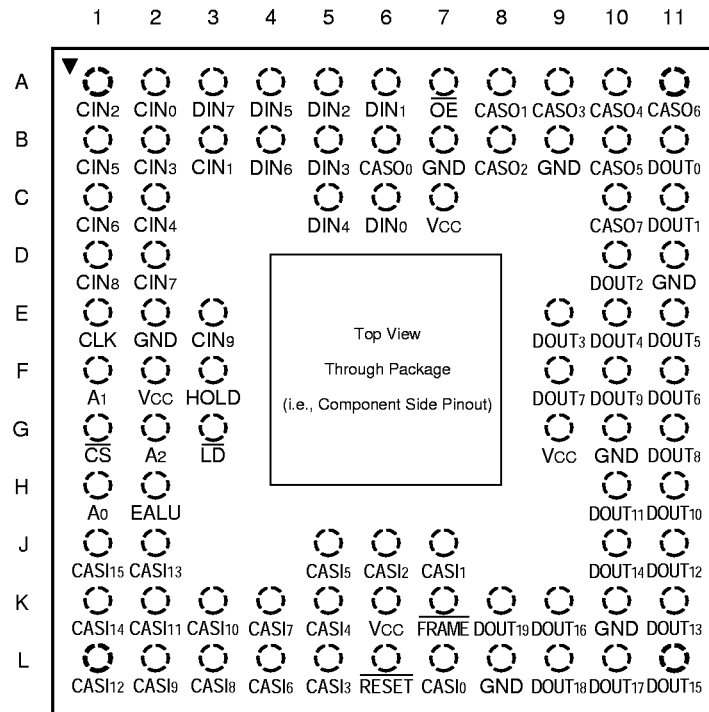 1 2 3 4 5 6 7 8 9 10 11
A
CIN2 CIN0 DIN7 DIN5 DIN2 DIN1 OE CASO1 CASO3 CASO4 CASO6
B
CIN5 CIN3 CIN1 DIN6 DIN3 CASO0 GND CASO2 GND CASO5 DOUT0
C
CIN6 CIN4 DIN4 DIN0 VCC CASO7 DOUT1
D
CIN8 CIN7 DOUT2 GND
E
CLK GND CIN9 DOUT3 DOUT4 DOUT5
Top View
Through Package
(i.e., Component Side Pinout)
F
A1 VCC HOLD DOUT7 DOUT9 DOUT6
G
CS A2 LD VCC GND DOUT8
H
A0 EALU DOUT11 DOUT10
J
CASI15 CASI13 CASI5 CASI2 CASI1 DOUT14 DOUT12
K
CASI14 CASI11 CASI10 CASI7 CASI4 VCC FRAME DOUT19 DOUT16 GND DOUT13
L
CASI12 CASI9 CASI8 CASI6 CASI3 RESET CASI0 GND DOUT18 DOUT17 DOUT15